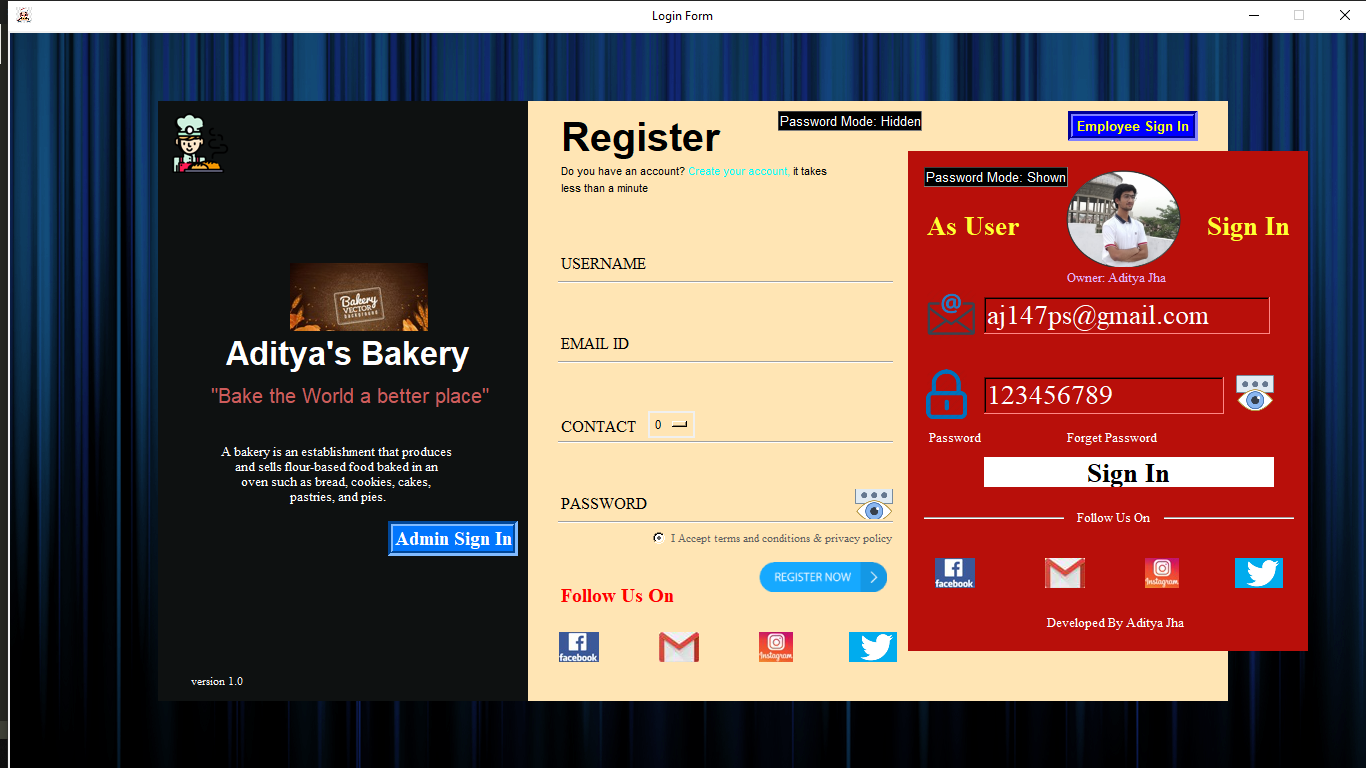 Login Form
Bakery
VECTOR
BACKGROUND
Aditya's Bakery
"Bake the World a better place"
A bakery is an establishment that produces
and sells flour-based food baked in an
oven such as bread, cookies, cakes,
pastries, and pies.
Admin Sign In
version 1.0
Register
Password Mode: Hidden
Employee Sign In
Do you have an account? Create your account, it takes
less than a minute
USERNAME
EMAIL ID
CONTACT 0
PASSWORD
I Accept terms and conditions & privacy policy
REGISTER NOW
Follow Us On
facebook
Instagram
Password Mode: Shown
As User
Sign In
Owner: Aditya Jha
@
aj147ps@gmail.com
123456789
Password
Forget Password
Sign In
Follow Us On
facebook
Instagram
Developed By Aditya Jha